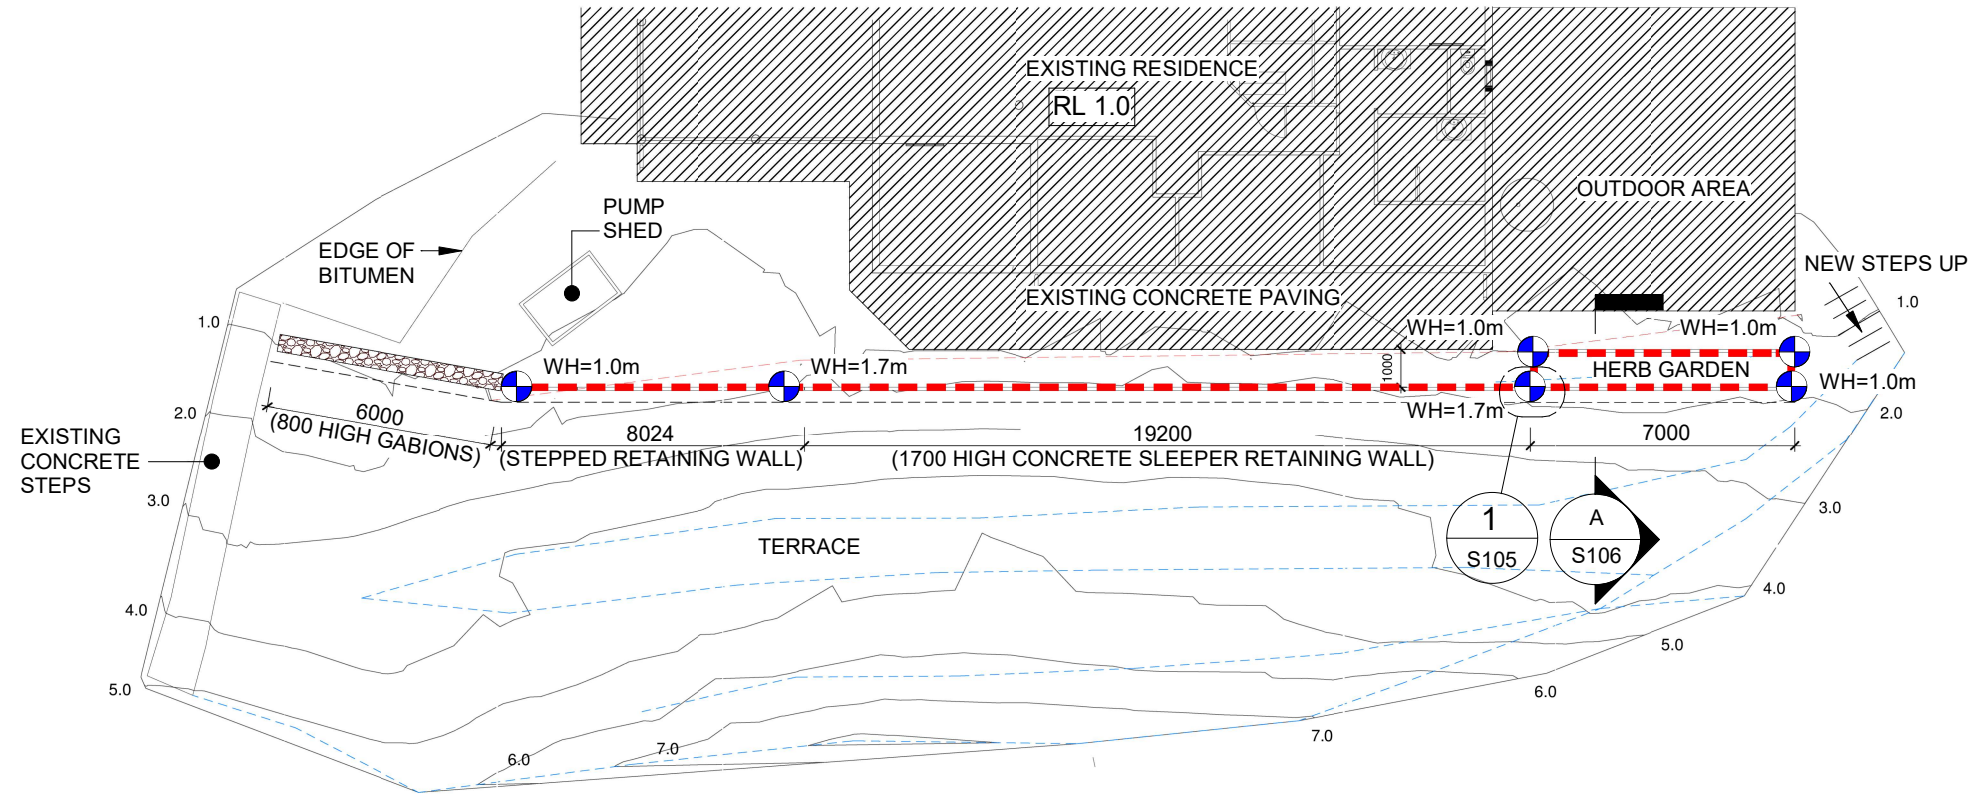 EXISTING RESIDENCE
RL 1.0
OUTDOOR AREA
PUMP
SHED
EDGE OF
BITUMEN
NEW STEPS UP
EXISTING CONCRETE PAVING
1.0
1.0
WH=1.0m
WH=1.0m
WH=1.0m
WH=1.7m
1000
HERB GARDEN
WH=1.0m
2.0
6000
(800 HIGH GABIONS)
WH=1.7m
2.0
EXISTING
CONCRETE
STEPS
8024
(STEPPED RETAINING WALL)
19200
(1700 HIGH CONCRETE SLEEPER RETAINING WALL)
7000
3.0
3.0
1
S105
A
S106
TERRACE
4.0
4.0
5.0
5.0
6.0
6.0
7.0
7.0